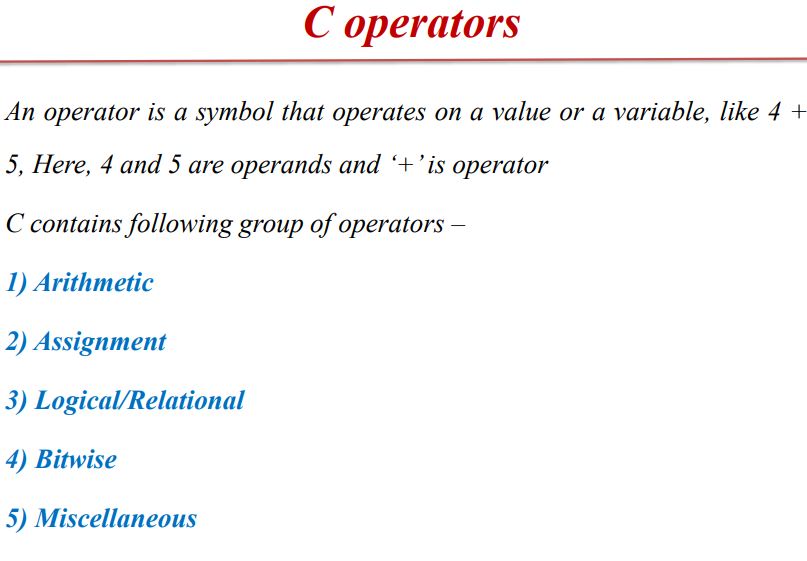 C operators
An operator is a symbol that operates on a value or a variable, like 4 +
5, Here, 4 and 5 are operands and ‘+’ is operator
C contains following group of operators –
1) Arithmetic
2) Assignment
3) Logical/Relational
4) Bitwise
5) Miscellaneous